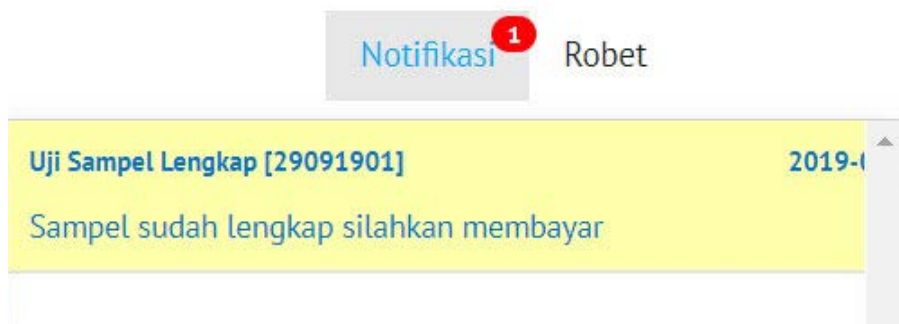 Notifikasi 1 Robet
Uji Sampel Lengkap [29091901] 2019-
Sampel sudah lengkap silahkan membayar